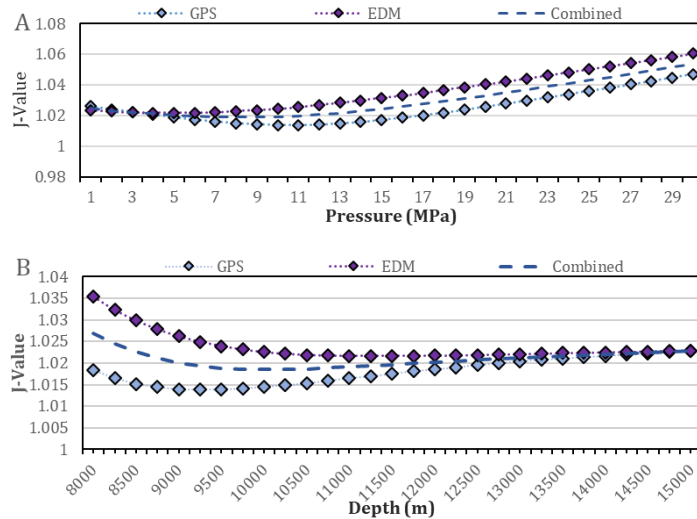 A
GPS
EDM
Combined
1.08
1.06
1.04
1.02
1
0.98
J-Value
1 3 5 7 9 11 13 15 17 19 21 23 25 27 29
Pressure (MPa)
B
GPS
EDM
Combined
1.04
1.035
1.03
1.025
1.02
1.015
1.01
1.005
1
J-Value
8000 8500 9000 9500 10000 10500 11000 11500 12000 12500 13000 13500 14000 14500 15000
Depth (m)